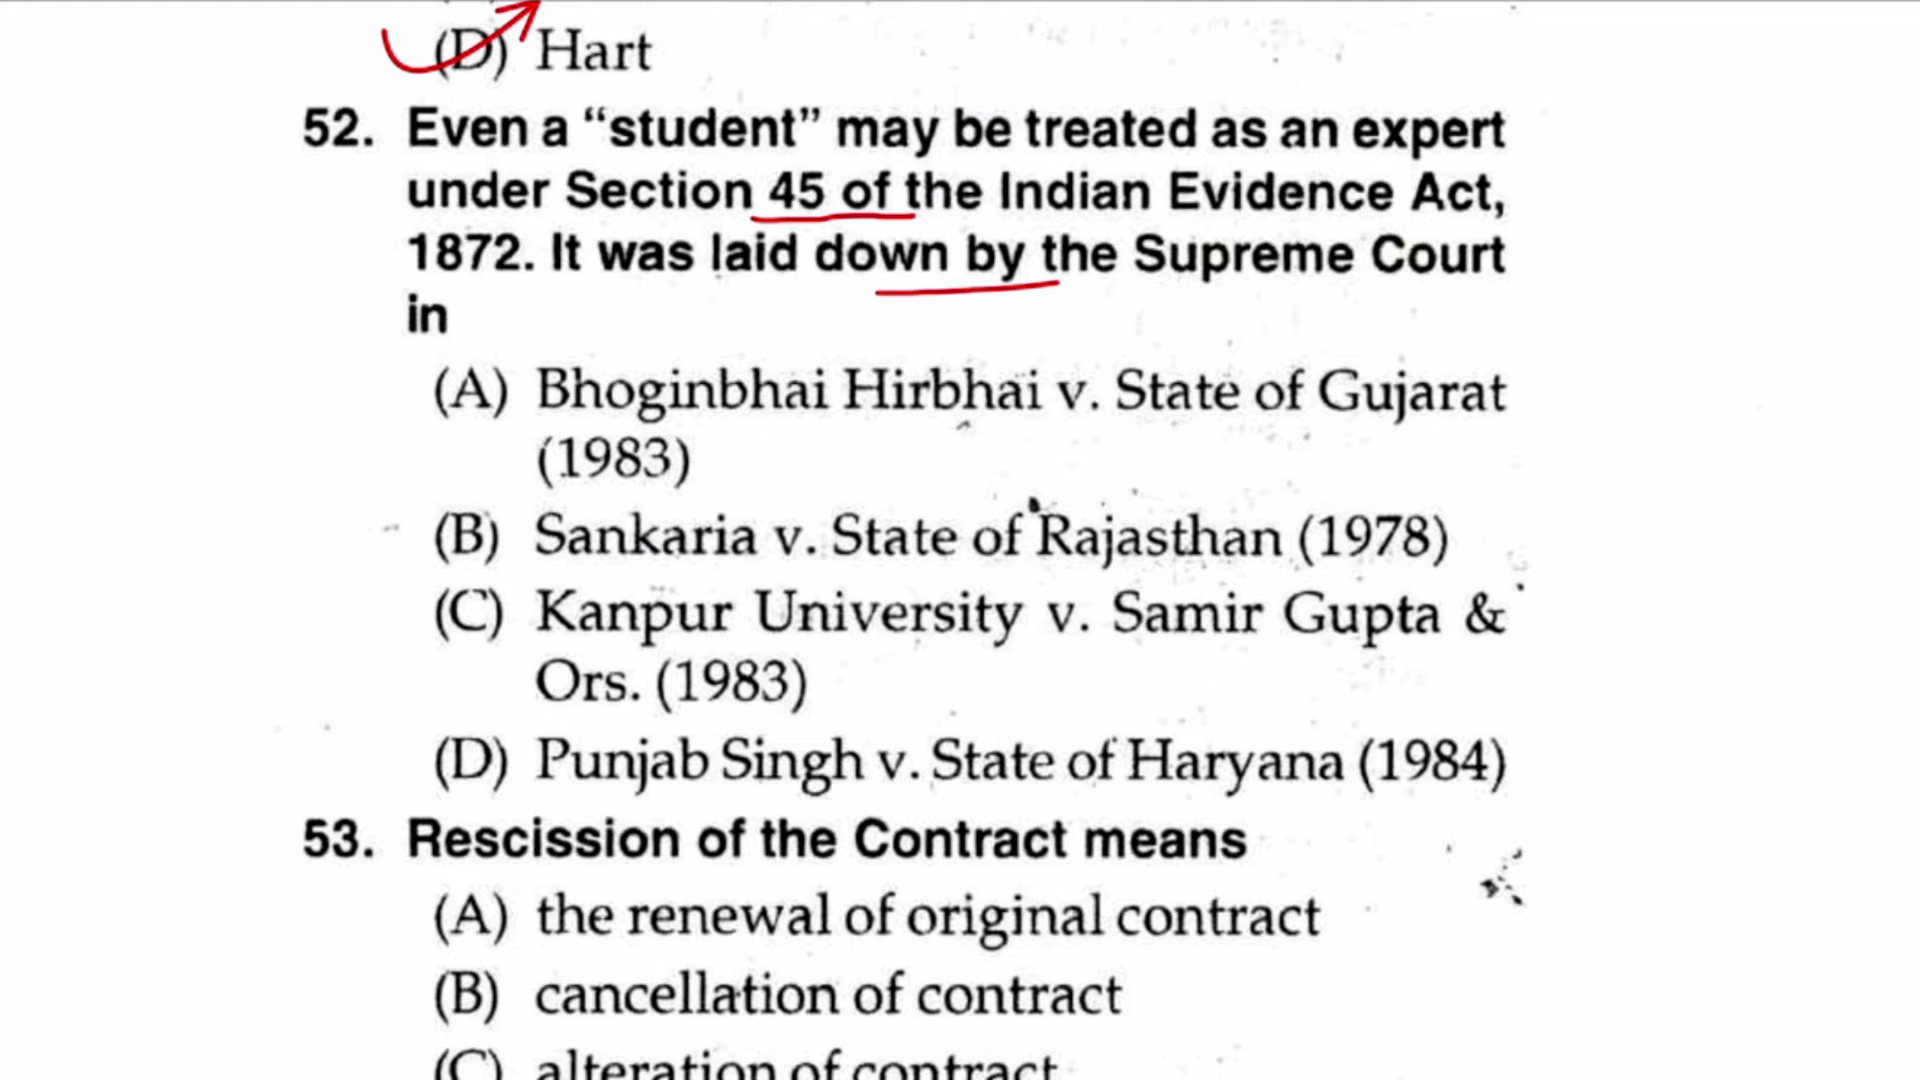 (D) Hart
52. Even a “student” may be treated as an expert
under Section 45 of the Indian Evidence Act,
1872. It was laid down by the Supreme Court
in
(A) Bhoginbhai Hirbhai v. State of Gujarat
(1983)
(B) Sankaria v. State of Rajasthan (1978)
(C) Kanpur University v. Samir Gupta &
Ors. (1983)
(D) Punjab Singh v. State of Haryana (1984)
53. Rescission of the Contract means
(A) the renewal of original contract
(B) cancellation of contract
(C) alteration of contract